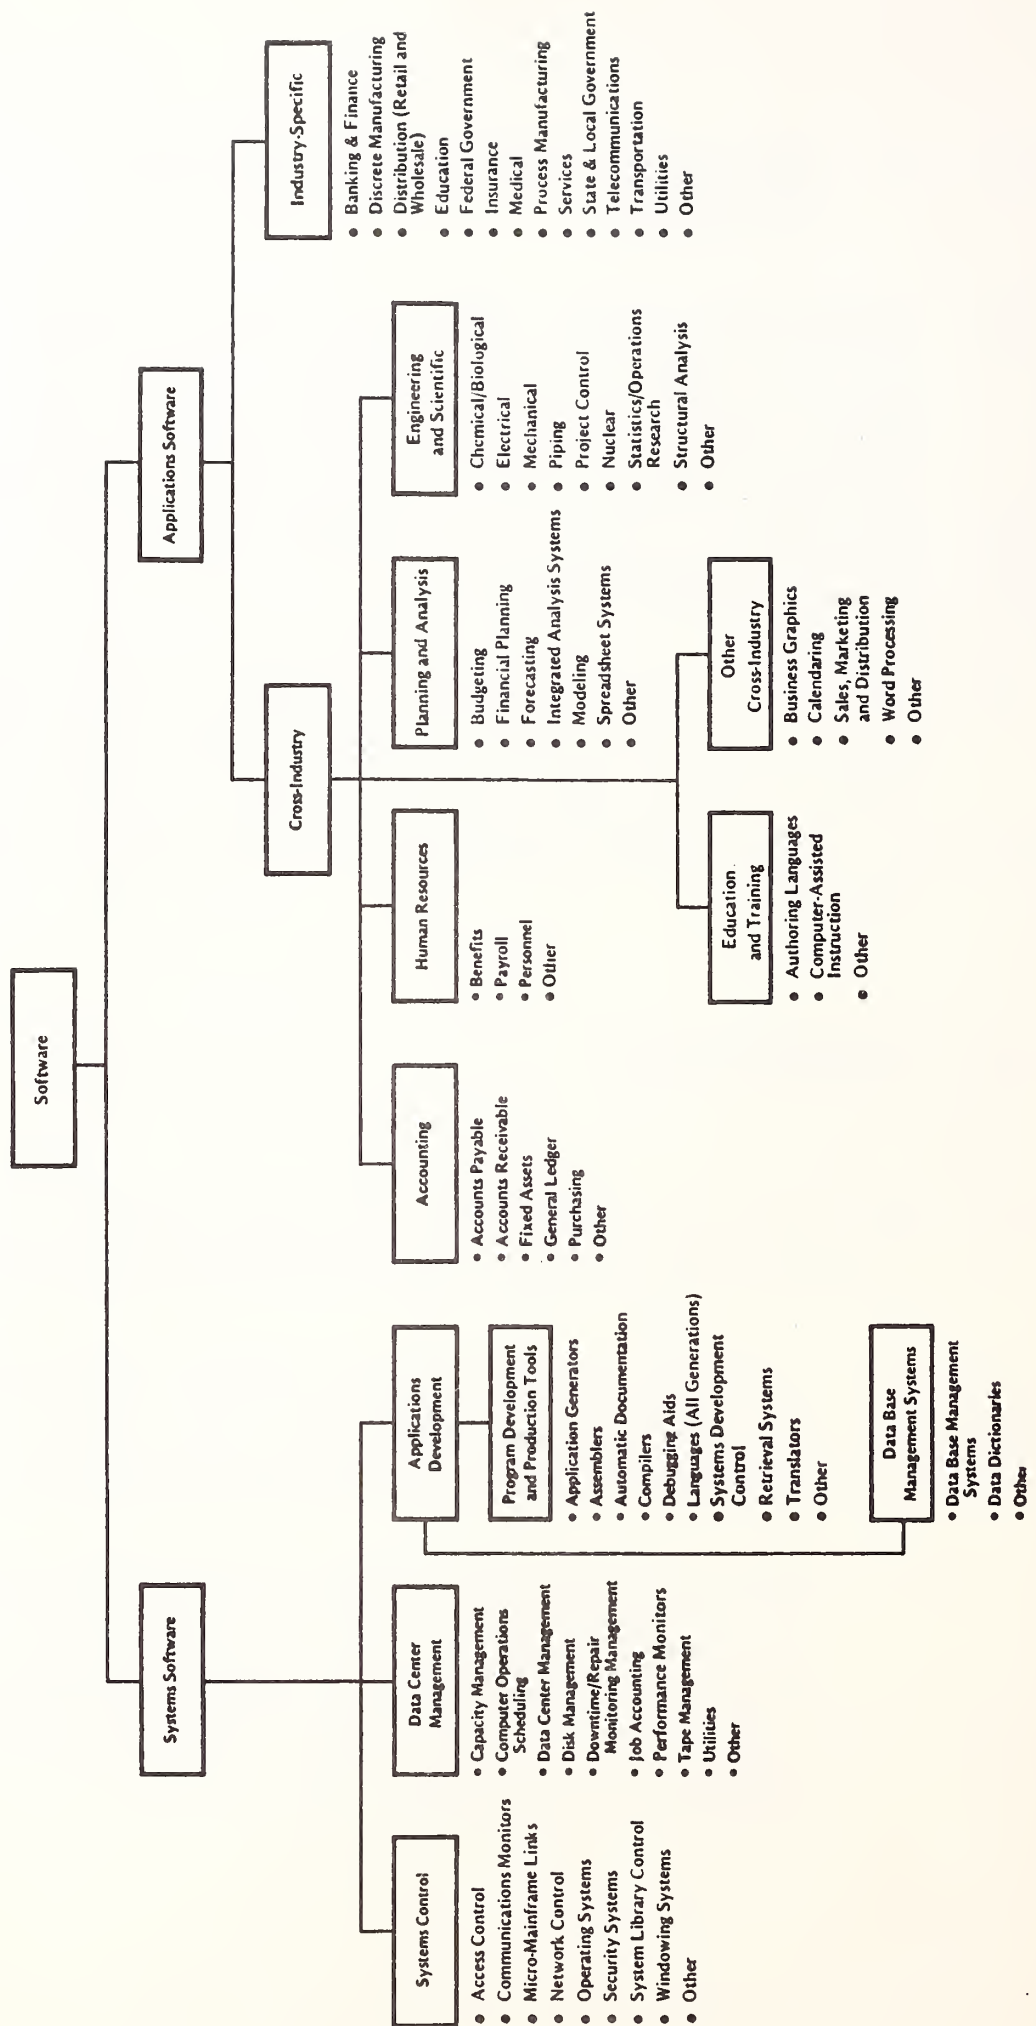 Software
Systems Software
Applications Software
Cross-Industry
Industry-Specific
• Banking & Finance
• Discrete Manufacturing
• Distribution (Retail and
Wholesale)
• Education
• Federal Government
• Insurance
• Medical
• Process Manufacturing
• Services
• State & Local Government
• Telecommunications
• Transportation
• Utilities
• Other
Systems Control
• Access Control
• Communications Monitors
• Micro-Mainframe Links
• Network Control
• Operating Systems
• Security Systems
• System Library Control
• Windowing Systems
• Other
Data Center
Management
• Capacity Management
• Computer Operations
Scheduling
• Data Center Management
• Disk Management
• Downtime/Repair
Monitoring Management
• Job Accounting
• Performance Monitors
• Tape Management
• Utilities
• Other
Applications
Development
Program Development
and Production Tools
• Application Generators
• Assemblers
• Automatic Documentation
• Compilers
• Debugging Aids
• Languages (All Generations)
• Systems Development
Control
• Retrieval Systems
• Translators
• Other
Data Base
Management Systems
• Data Base Management
Systems
• Data Dictionaries
• Other
Accounting
• Accounts Payable
• Accounts Receivable
• Fixed Assets
• General Ledger
• Purchasing
• Other
Human Resources
• Benefits
• Payroll
• Personnel
• Other
Planning and Analysis
• Budgeting
• Financial Planning
• Forecasting
• Integrated Analysis Systems
• Modeling
• Spreadsheet Systems
• Other
Engineering
and Scientific
• Chemical/Biological
• Electrical
• Mechanical
• Piping
• Project Control
• Nuclear
• Statistics/Operations
Research
• Structural Analysis
• Other
Education
and Training
• Authoring Languages
• Computer-Assisted
Instruction
• Other
Other
Cross-Industry
• Business Graphics
• Calendaring
• Sales, Marketing
and Distribution
• Word Processing
• Other